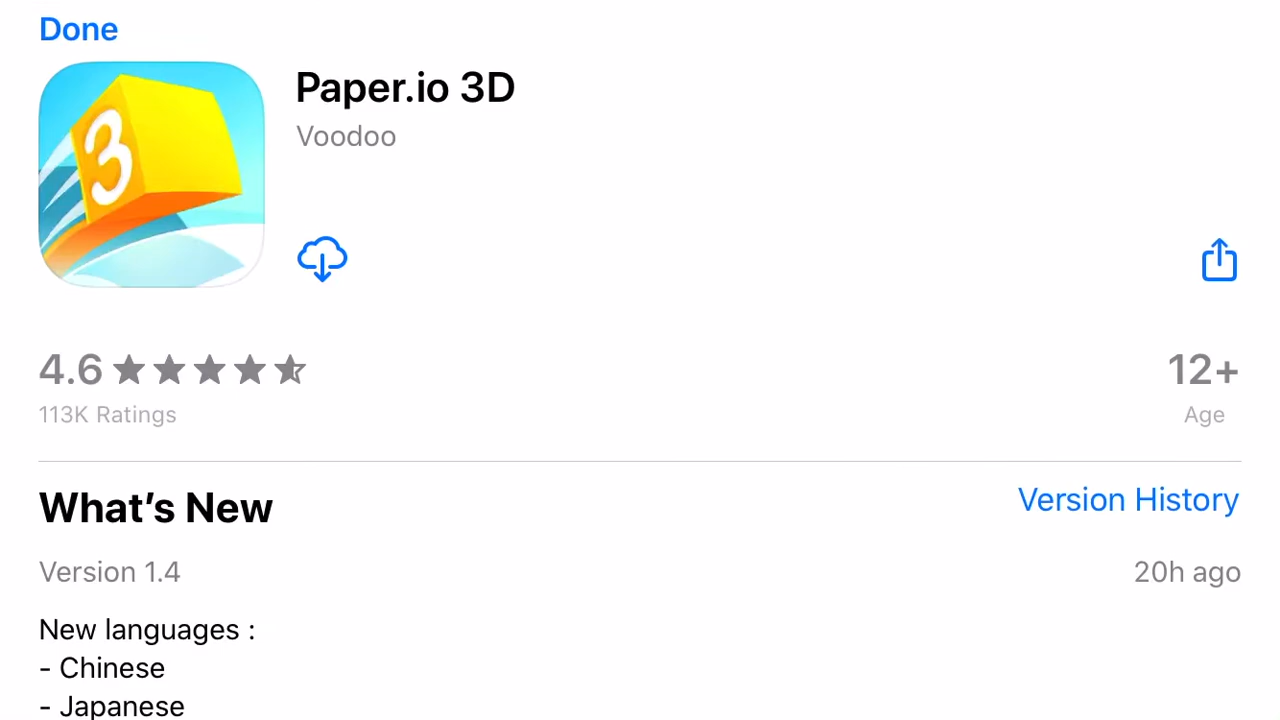 Done
3
Paper.io 3D
Voodoo
4.6
12+
113K Ratings
Age
What's New
Version History
Version 1.4
20h ago
New languages :
- Chinese
- Japanese